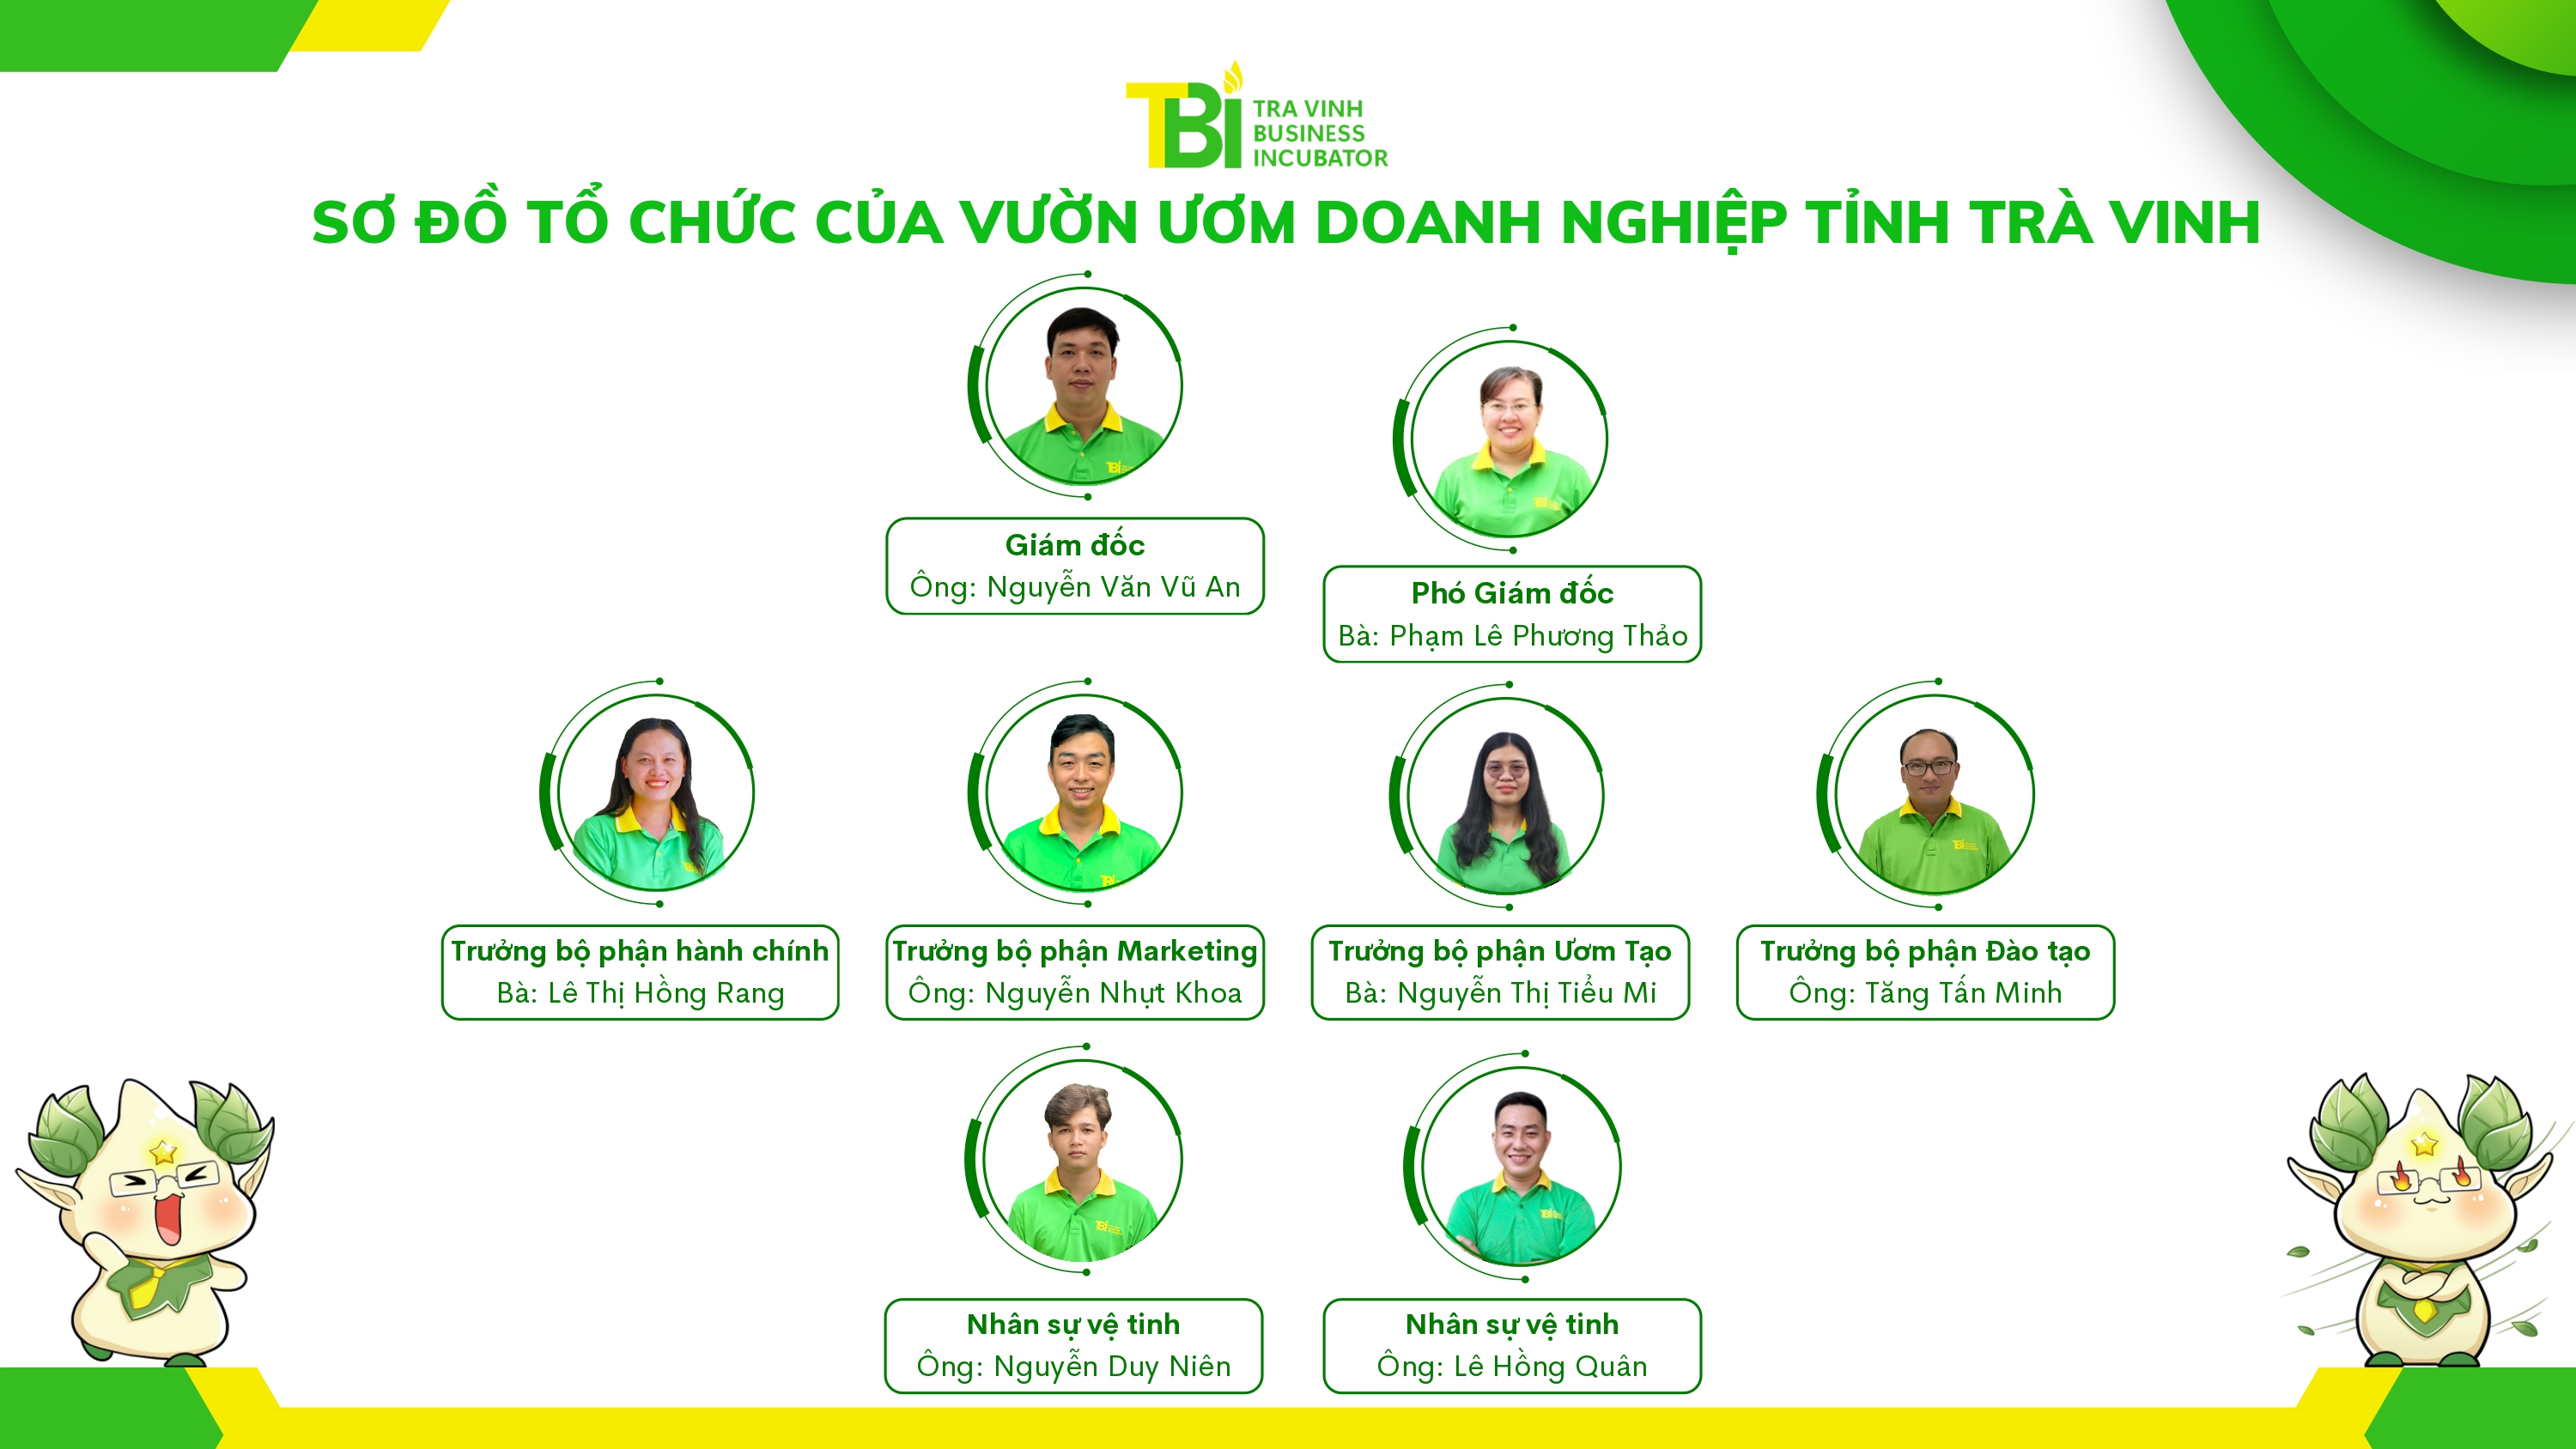 TBI
TRA VINH
BUSINESS
INCUBATOR
SƠ ĐỒ TỔ CHỨC CỦA VƯỜN ƯƠM DOANH NGHIỆP TỈNH TRÀ VINH
Giám đốc
Ông: Nguyễn Văn Vũ An
Phó Giám đốc
Bà: Phạm Lê Phương Thảo
Trưởng bộ phận hành chính
Bà: Lê Thị Hồng Rang
Trưởng bộ phận Marketing
Ông: Nguyễn Nhựt Khoa
Trưởng bộ phận Ươm Tạo
Bà: Nguyễn Thị Tiểu Mi
Trưởng bộ phận Đào tạo
Ông: Tăng Tấn Minh
Nhân sự vệ tinh
Ông: Nguyễn Duy Niên
Nhân sự vệ tinh
Ông: Lê Hồng Quân